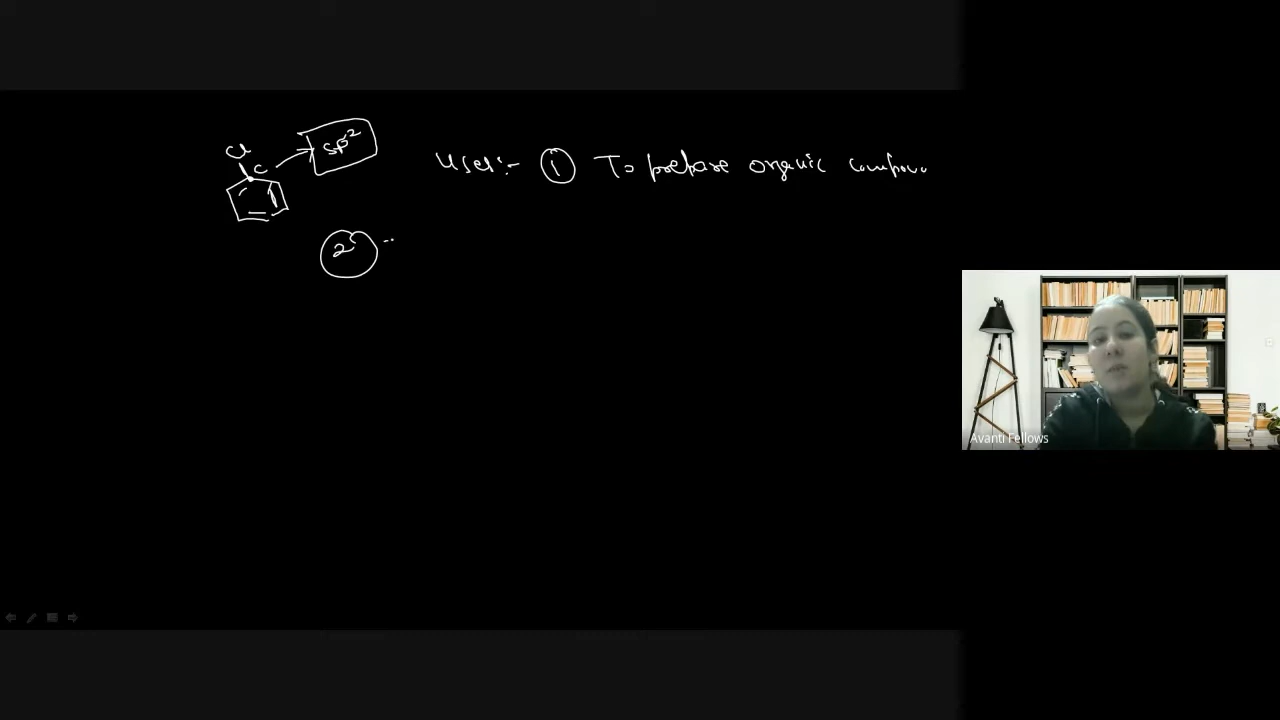 Cl
C
SP²
Uses:- ① To prepare organic compou
②
Avanti Fellows